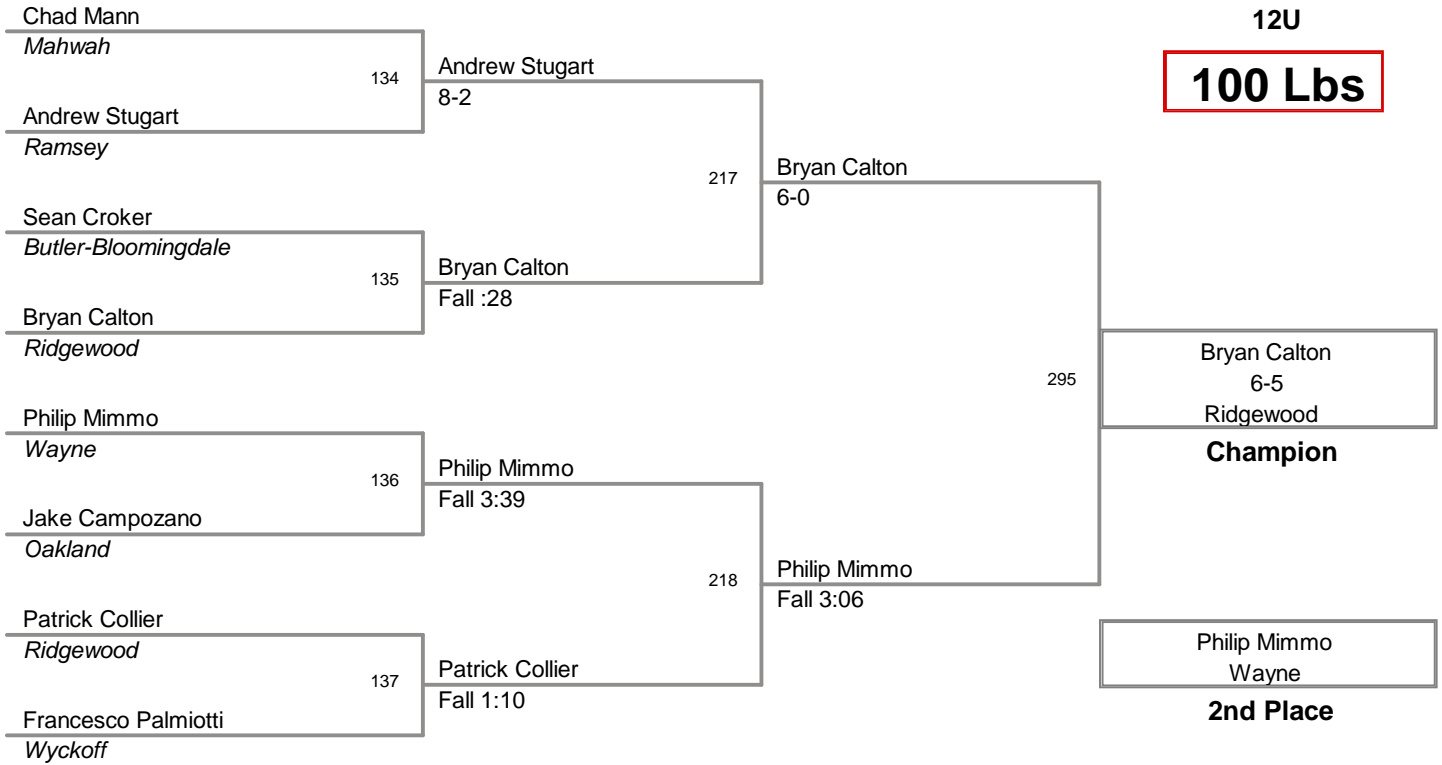 Chad Mann
Mahwah
134
Andrew Stugart
Ramsey
Andrew Stugart
8-2
Sean Croker
Butler-Bloomingdale
135
Bryan Calton
Ridgewood
Bryan Calton
Fall :28
217
Bryan Calton
6-0
Philip Mimmo
Wayne
136
Jake Campozano
Oakland
Philip Mimmo
Fall 3:39
Patrick Collier
Ridgewood
137
Francesco Palmiotti
Wyckoff
Patrick Collier
Fall 1:10
218
Philip Mimmo
Fall 3:06
295
12U
100 Lbs
Bryan Calton
6-5
Ridgewood
Champion
Philip Mimmo
Wayne
2nd Place